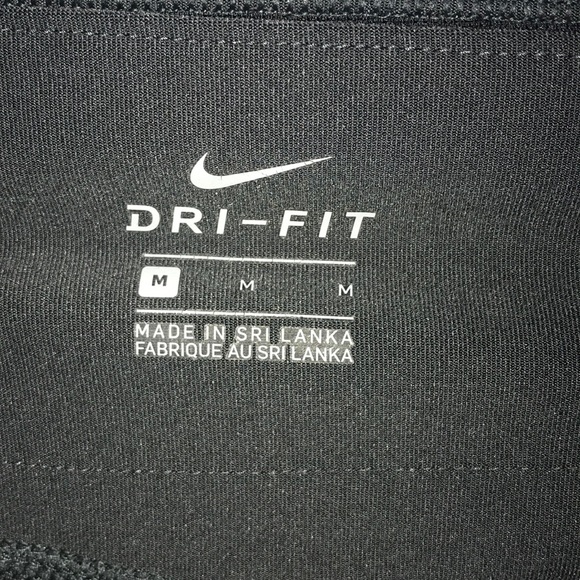 DRI-FIT
M M M
MADE IN SRI LANKA
FABRIQUE AU SRI LANKA